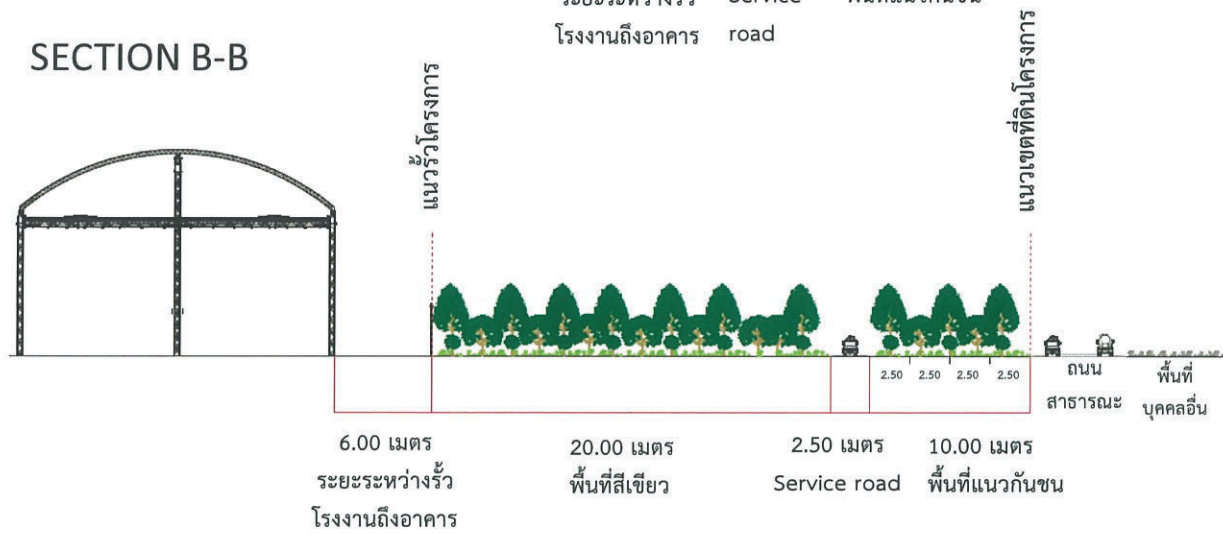 Service
โรงงานถึงอาคาร road
SECTION B-B
แนวรั้วโครงการ
แนวเขตที่ดินโครงการ
2.50 2.50 2.50 2.50
ถนน
สาธารณะ
พื้นที่
บุคคลอื่น
6.00 เมตร
ระยะระหว่างรั้ว
โรงงานถึงอาคาร
20.00 เมตร
พื้นที่สีเขียว
2.50 เมตร
Service road
10.00 เมตร
พื้นที่แนวกันชน